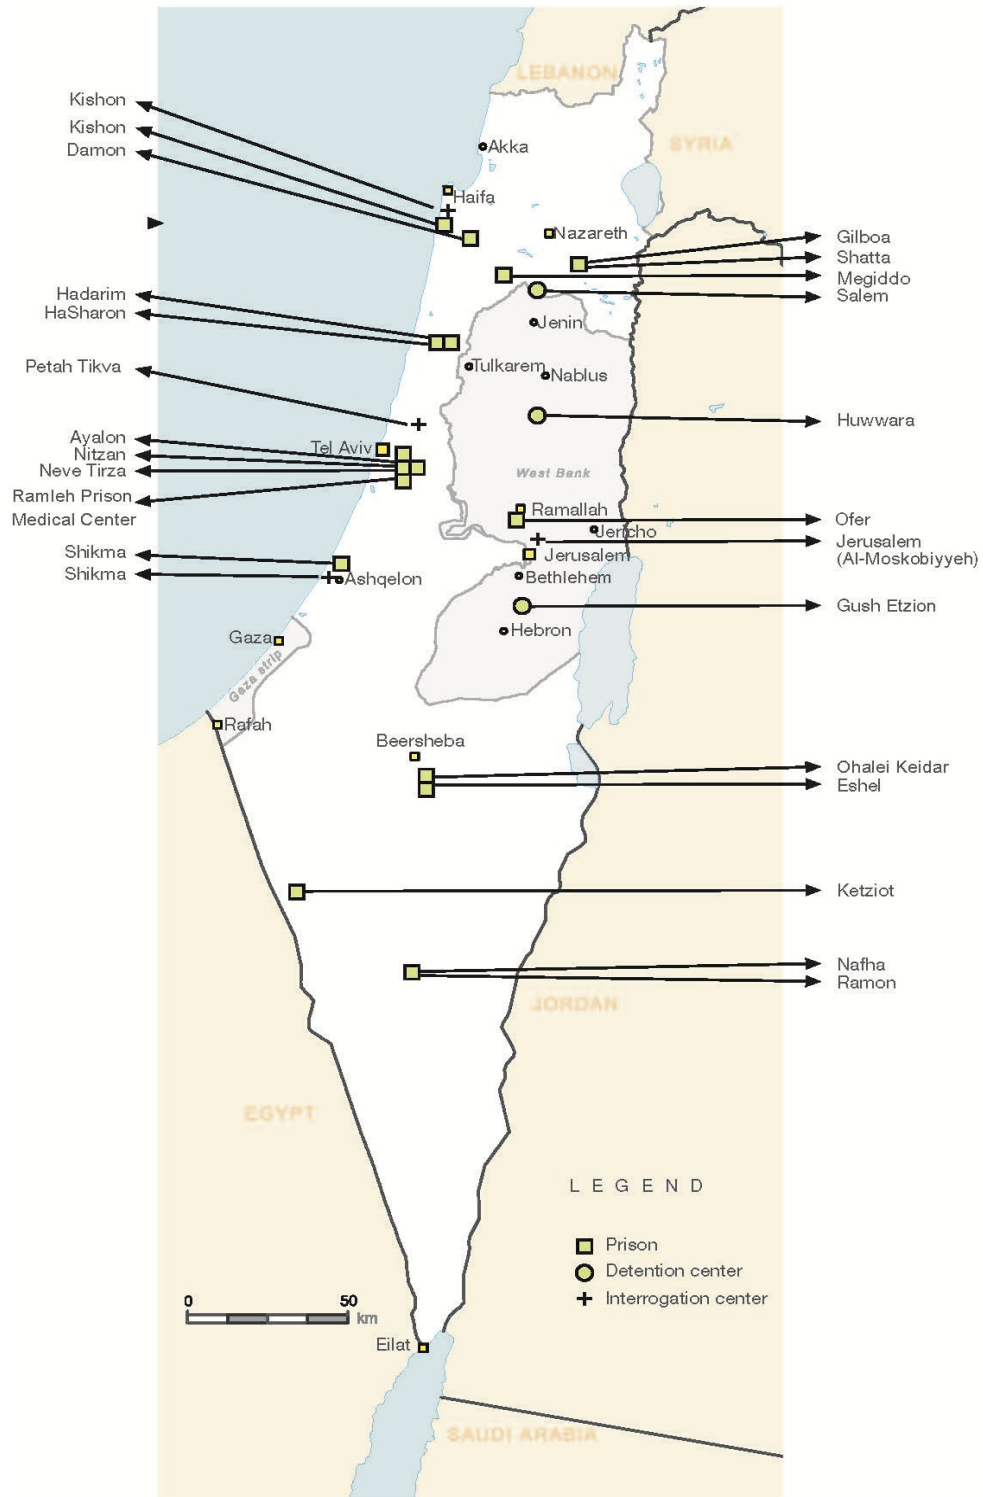 LEBANON
SYRIA
Kishon
Kishon
Damon
Akka
Haifa
Nazareth
Gilboa
Shatta
Megiddo
Salem
Hadarim
HaSharon
Jenin
Petah Tikva
Tulkarem
Nablus
Huwwara
Ayalon
Nitzan
Neve Tirza
Ramleh Prison
Medical Center
Tel Aviv
West Bank
Ramallah
Jericho
Ofer
Jerusalem
(Al-Moskobiyyeh)
Jerusalem
Shikma
Shikma
Ashqelon
Bethlehem
Gush Etzion
Hebron
Gaza
Gaza strip
Rafah
Beersheba
Ohalei Keidar
Eshel
Ketziot
Nafha
Ramon
JORDAN
EGYPT
LEGEND
Prison
Detention center
Interrogation center
0 50
km
Eilat
SAUDI ARABIA